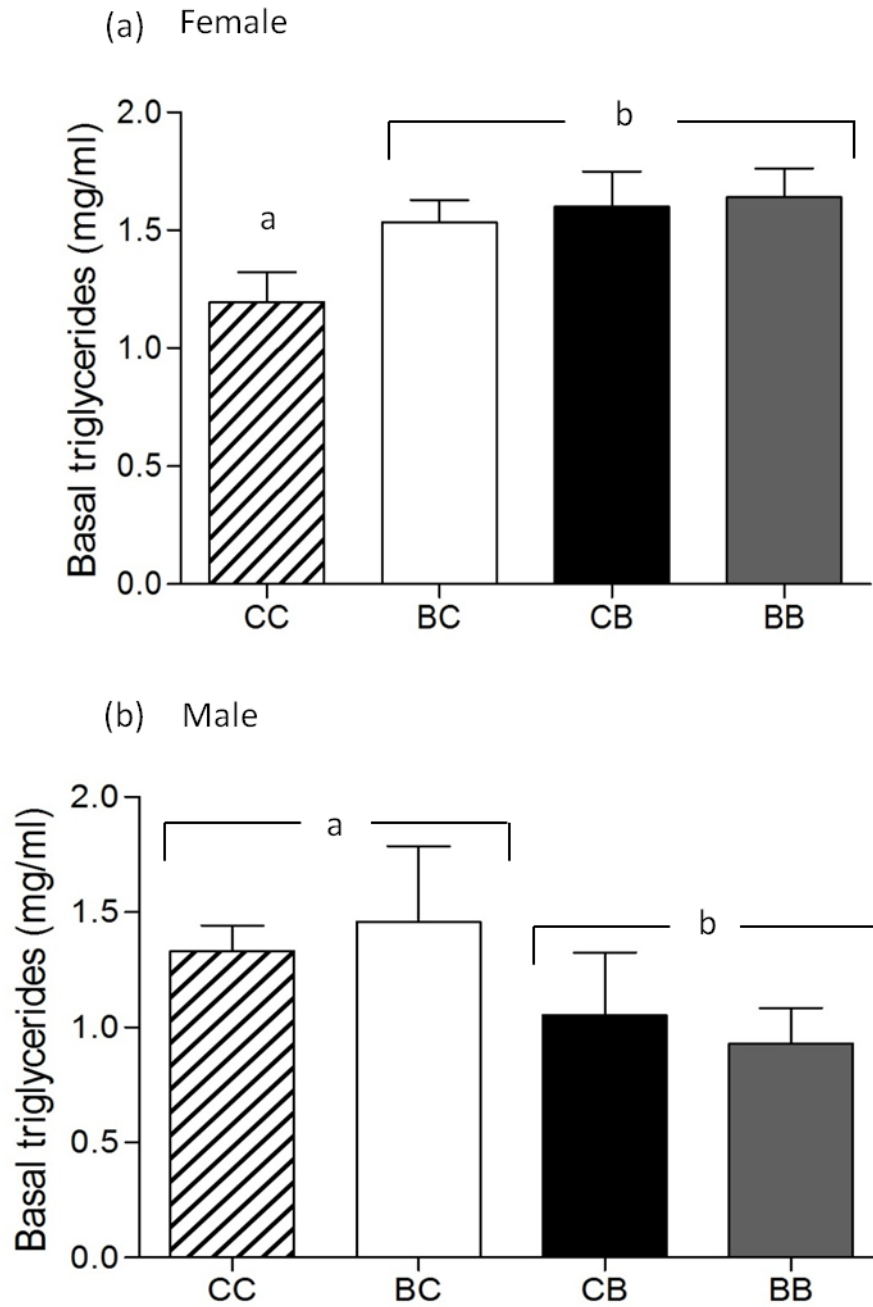 (a) Female
Basal triglycerides (mg/ml)
2.0
1.5
1.0
0.5
0.0
a
b
CC BC CB BB
(b) Male
Basal triglycerides (mg/ml)
2.0
1.5
1.0
0.5
0.0
a
b
CC BC CB BB